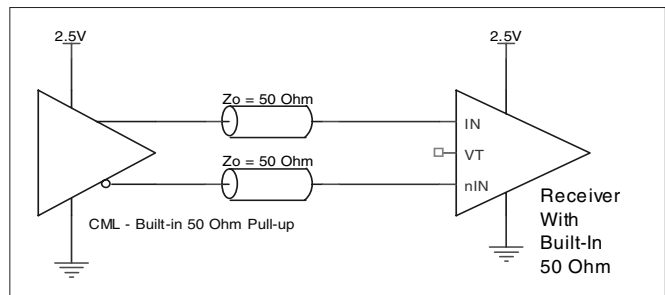 2.5V
2.5V
Zo = 50 Ohm
IN
VT
Zo = 50 Ohm
nIN
CML - Built-in 50 Ohm Pull-up
Receiver
With
Built-In
50 Ohm